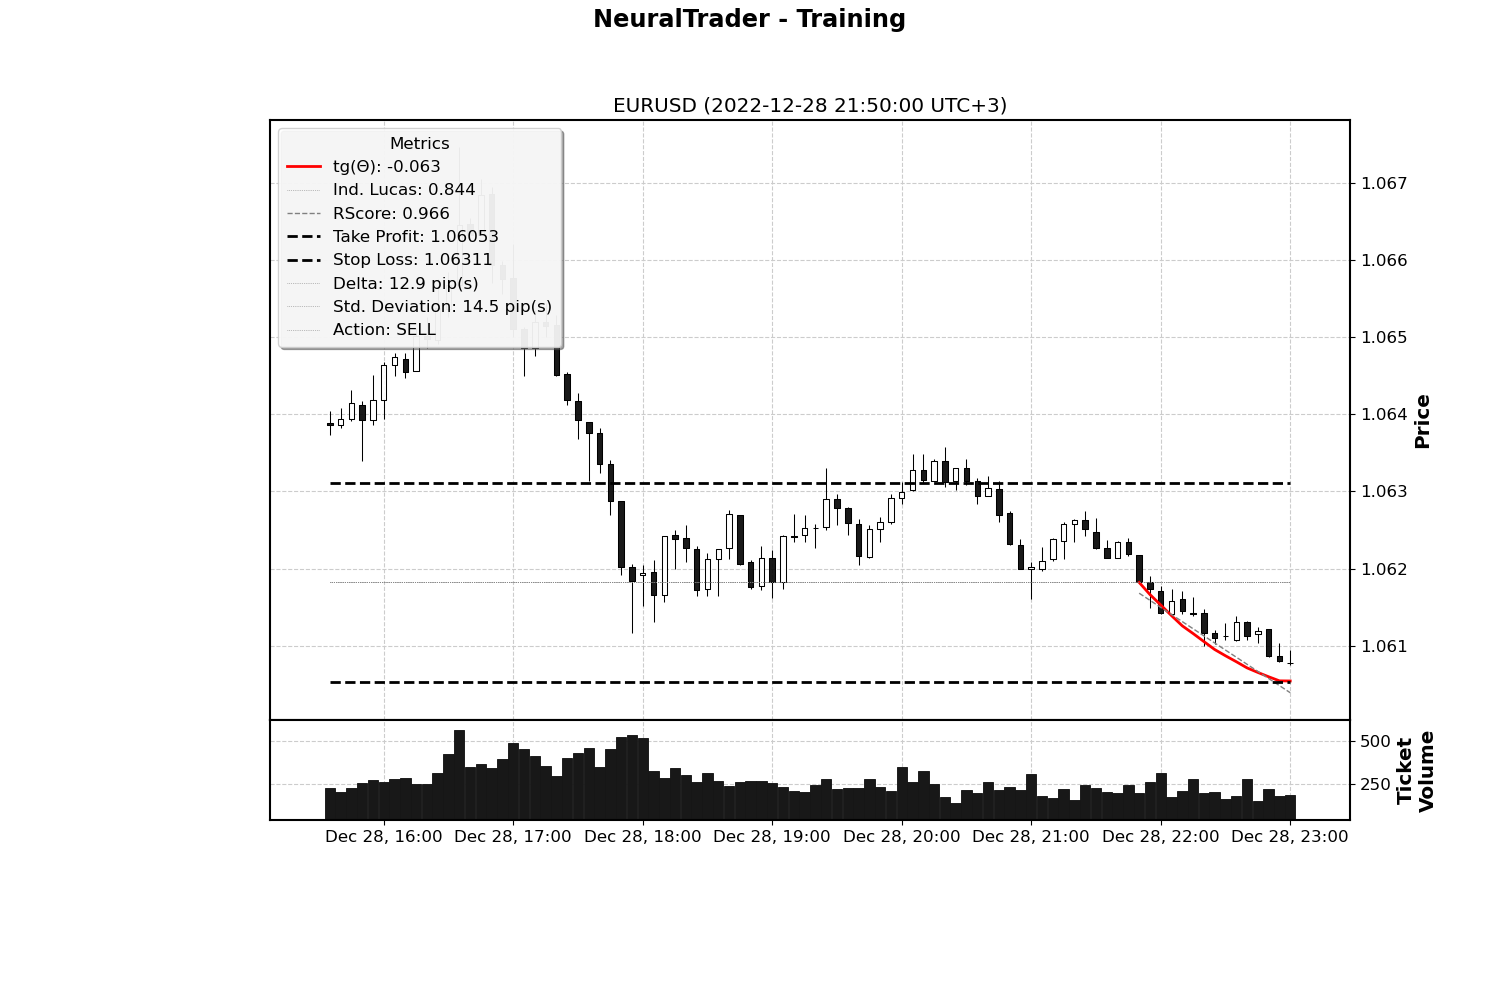 NeuralTrader - Training
EURUSD (2022-12-28 21:50:00 UTC+3)
Metrics
tg(Θ): -0.063
Ind. Lucas: 0.844
RScore: 0.966
Take Profit: 1.06053
Stop Loss: 1.06311
Delta: 12.9 pip(s)
Std. Deviation: 14.5 pip(s)
Action: SELL
1.067
1.066
1.065
1.064
1.063
1.062
1.061
Price
500
250
Ticket
Volume
Dec 28, 16:00 Dec 28, 17:00 Dec 28, 18:00 Dec 28, 19:00 Dec 28, 20:00 Dec 28, 21:00 Dec 28, 22:00 Dec 28, 23:00